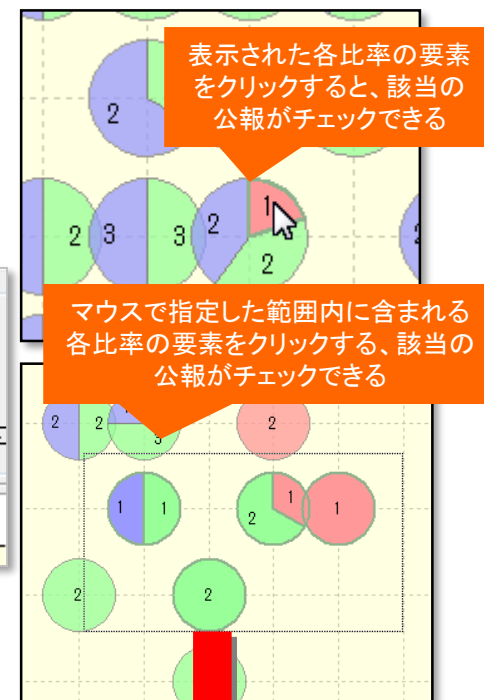 表示された各比率の要素
をクリックすると、該当の
公報がチェックできる
2
2 3 3 2 1
2
マウスで指定した範囲内に含まれる
各比率の要素をクリックする、該当の
公報がチェックできる
2 2 3 2
1 1 2 1 1
2 2